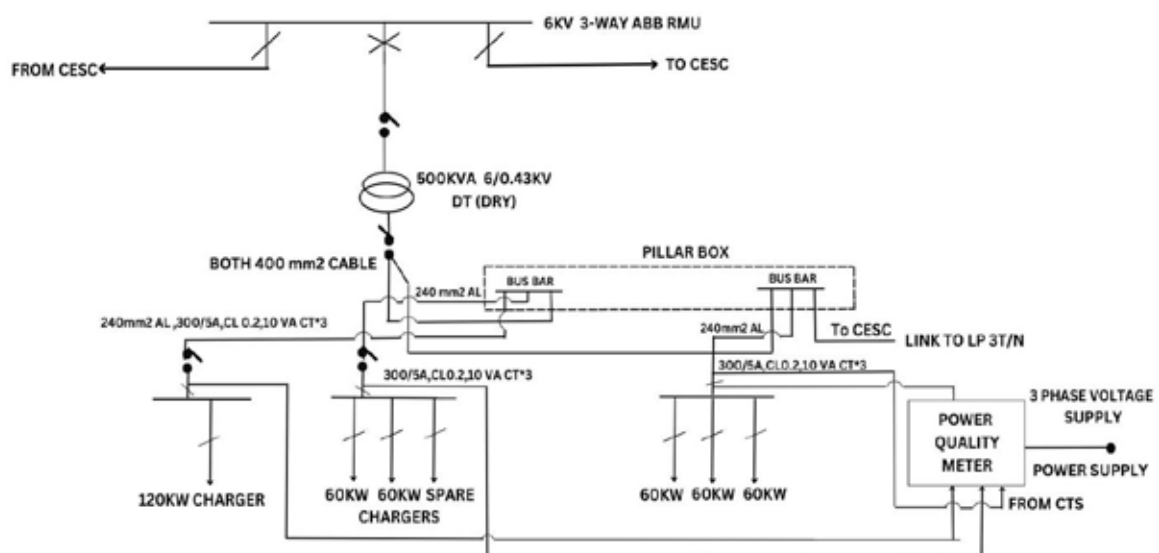 6KV 3-WAY ABB RMU
FROM CESC
TO CESC
500KVA 6/0.43KV
DT (DRY)
BOTH 400 mm2 CABLE
PILLAR BOX
BUS BAR
BUS BAR
240 mm2 AL
240mm2 AL ,300/5A,CL 0.2,10 VA CT*3
240mm2 AL
To CESC
LINK TO LP 3T/N
300/5A,CL0.2,10 VA CT*3
300/5A,CL0.2,10 VA CT*3
3 PHASE VOLTAGE
SUPPLY
POWER
QUALITY
METER
POWER SUPPLY
120KW CHARGER
60KW 60KW SPARE
CHARGERS
60KW 60KW 60KW
FROM CTS